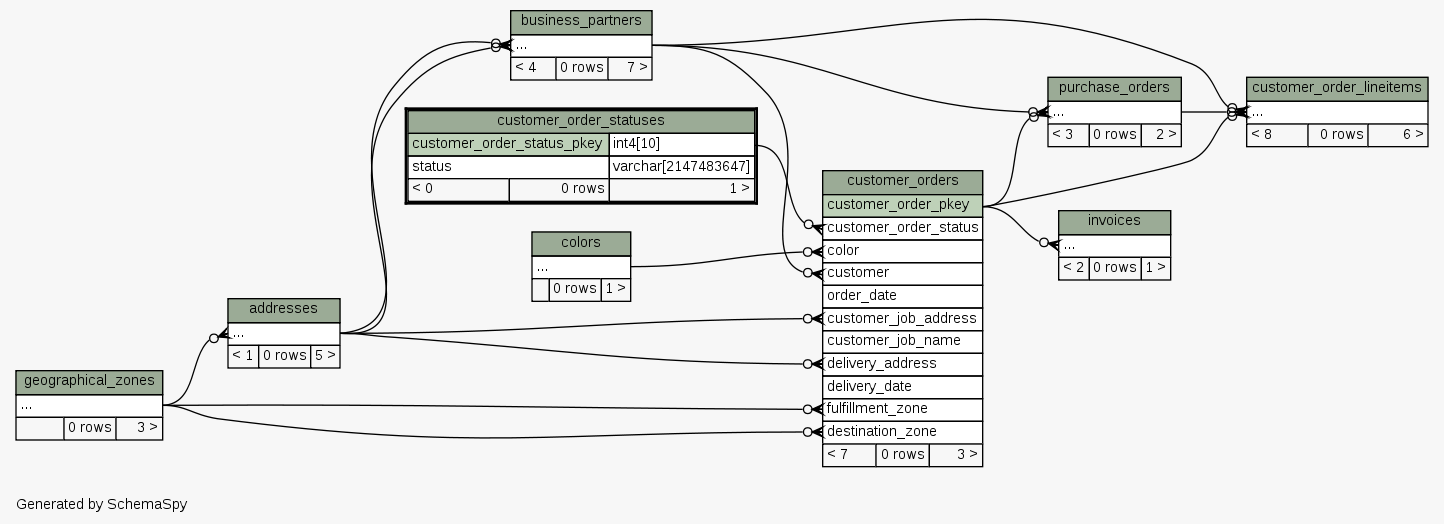 business_partners
...
< 4 0 rows 7 >
purchase_orders
...
< 3 0 rows 2 >
customer_order_lineitems
...
< 8 0 rows 6 >
customer_order_statuses
customer_order_status_pkey int4[10]
status varchar[2147483647]
< 0 0 rows 1 >
customer_orders
customer_order_pkey
customer_order_status
color
customer
order_date
customer_job_address
customer_job_name
delivery_address
delivery_date
fulfillment_zone
destination_zone
< 7 0 rows 3 >
invoices
...
< 2 0 rows 1 >
colors
...
0 rows 1 >
addresses
...
< 1 0 rows 5 >
geographical_zones
...
0 rows 3 >
Generated by SchemaSpy